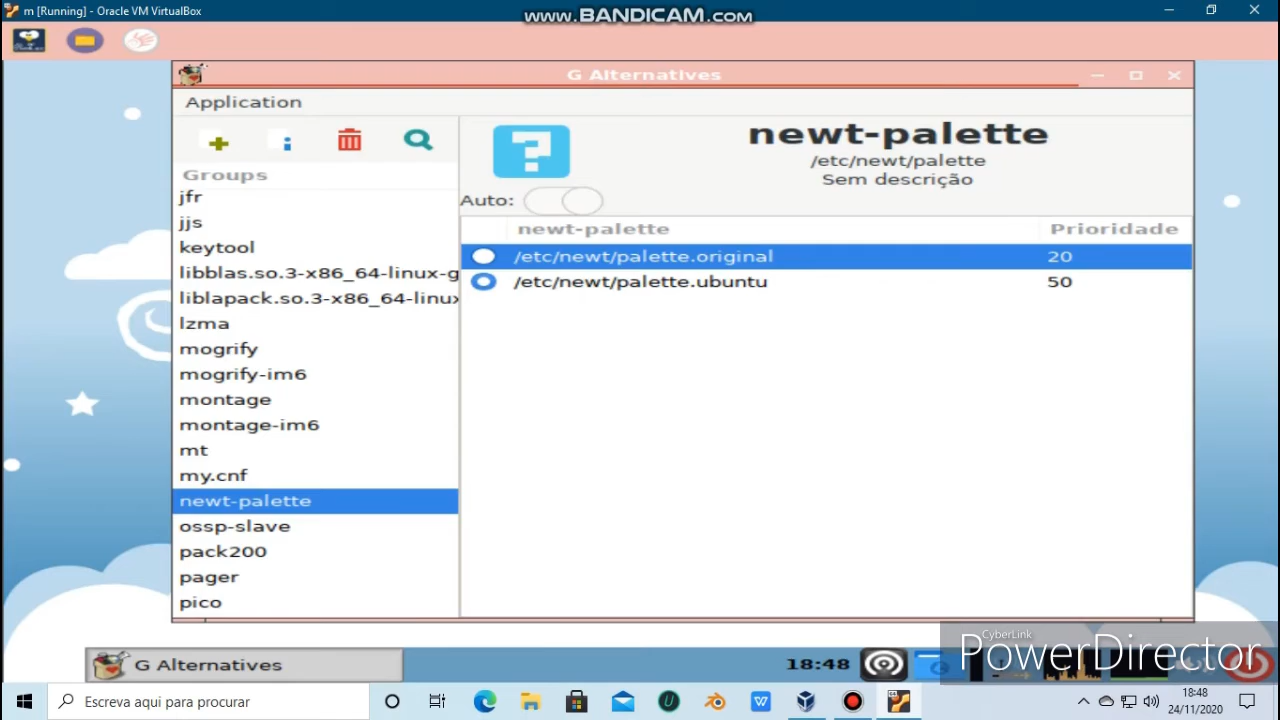 m [Running] - Oracle VM VirtualBox
www.BANDICAM.com
G Alternatives
Application
Groups
jfr
jjs
keytool
libblas.so.3-x86_64-linux-g
liblapack.so.3-x86_64-linux
lzma
mogrify
mogrify-im6
montage
montage-im6
mt
my.cnf
newt-palette
ossp-slave
pack200
pager
pico
newt-palette
/etc/newt/palette
Sem descrição
Auto:
newt-palette Prioridade
/etc/newt/palette.original 20
/etc/newt/palette.ubuntu 50
G Alternatives
18:48
CyberLink
PowerDirector
Escreva aqui para procurar
18:48
24/11/2020